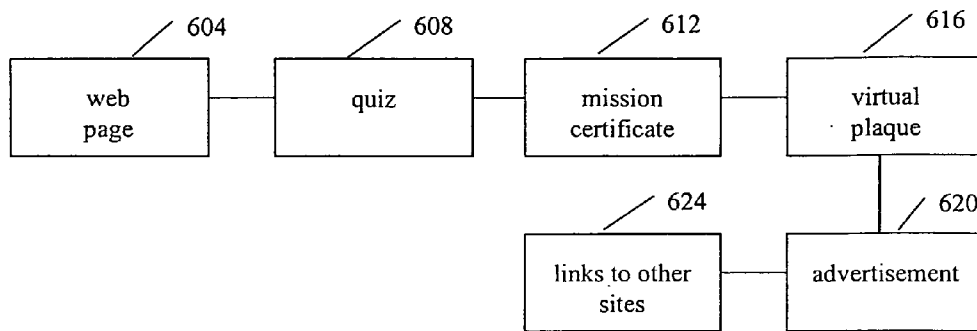 604
608
612
616
web
page
quiz
mission
certificate
virtual
plaque
624
620
links to other
sites
advertisement